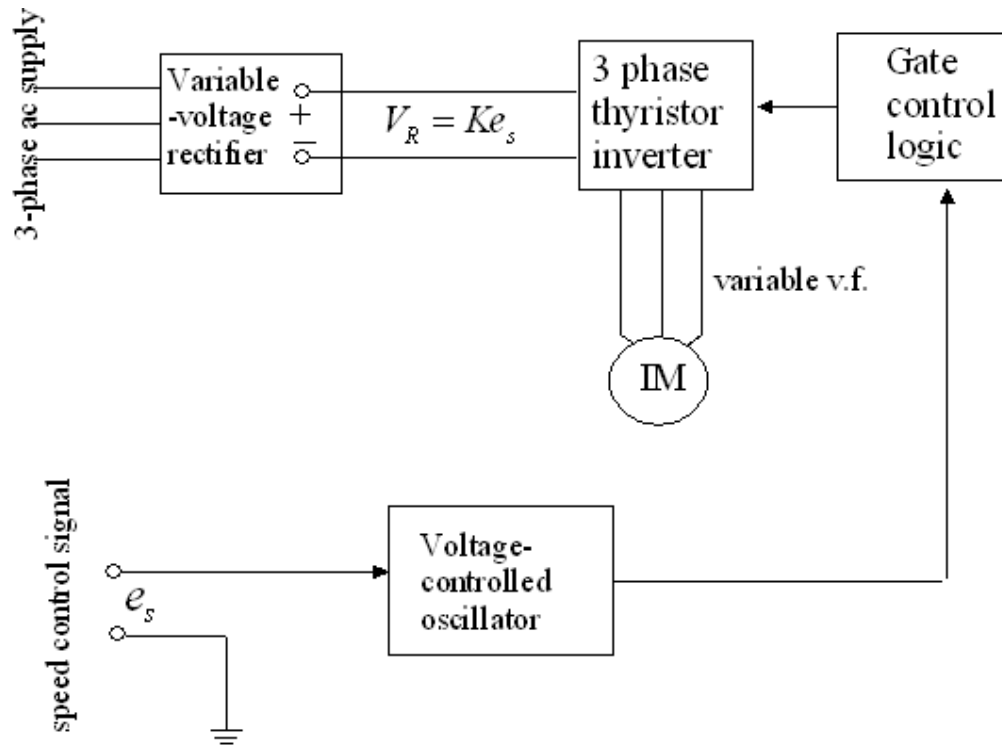 3-phase ac supply
Variable
-voltage
rectifier
+
−
V_R = Ke_s
3 phase
thyristor
inverter
Gate
control
logic
variable v.f.
IM
speed control signal
e_s
Voltage-
controlled
oscillator